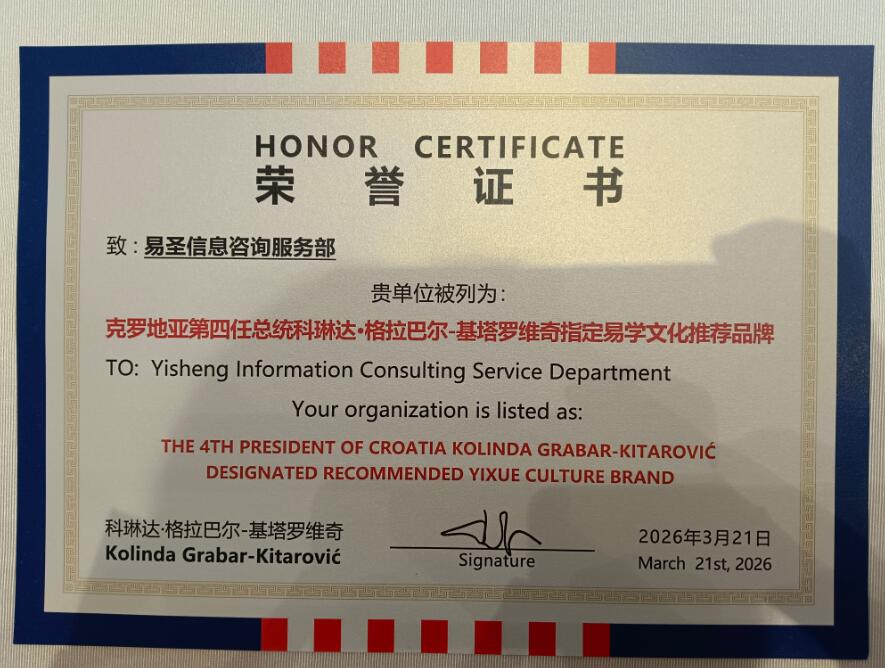 HONOR CERTIFICATE
荣誉证书
致：易圣信息咨询服务部
贵单位被列为：
克罗地亚第四任总统科琳达·格拉巴尔-基塔罗维奇指定易学文化推荐品牌
TO: Yisheng Information Consulting Service Department
Your organization is listed as:
THE 4TH PRESIDENT OF CROATIA KOLINDA GRABAR-KITAROVIĆ
DESIGNATED RECOMMENDED YIXUE CULTURE BRAND
科琳达·格拉巴尔-基塔罗维奇
Kolinda Grabar-Kitarović
Signature
2026年3月21日
March 21st, 2026